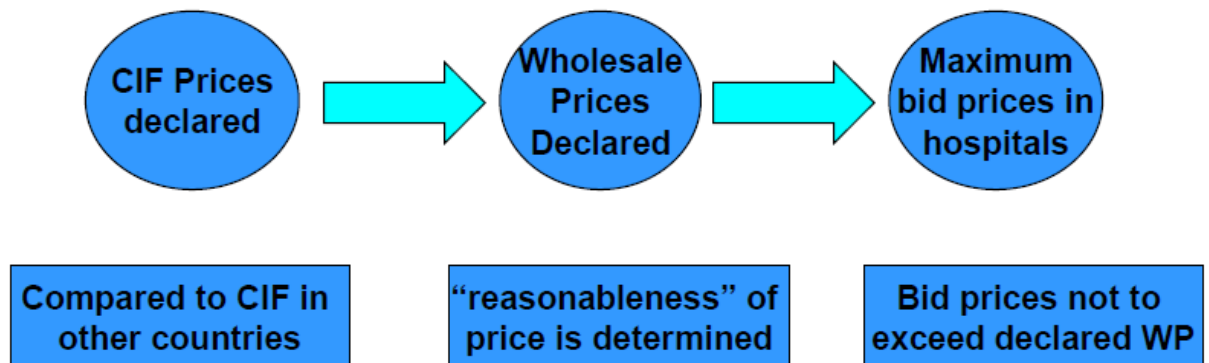 CIF Prices
declared
Wholesale
Prices
Declared
Maximum
bid prices in
hospitals
Compared to CIF in
other countries
“reasonableness” of
price is determined
Bid prices not to
exceed declared WP